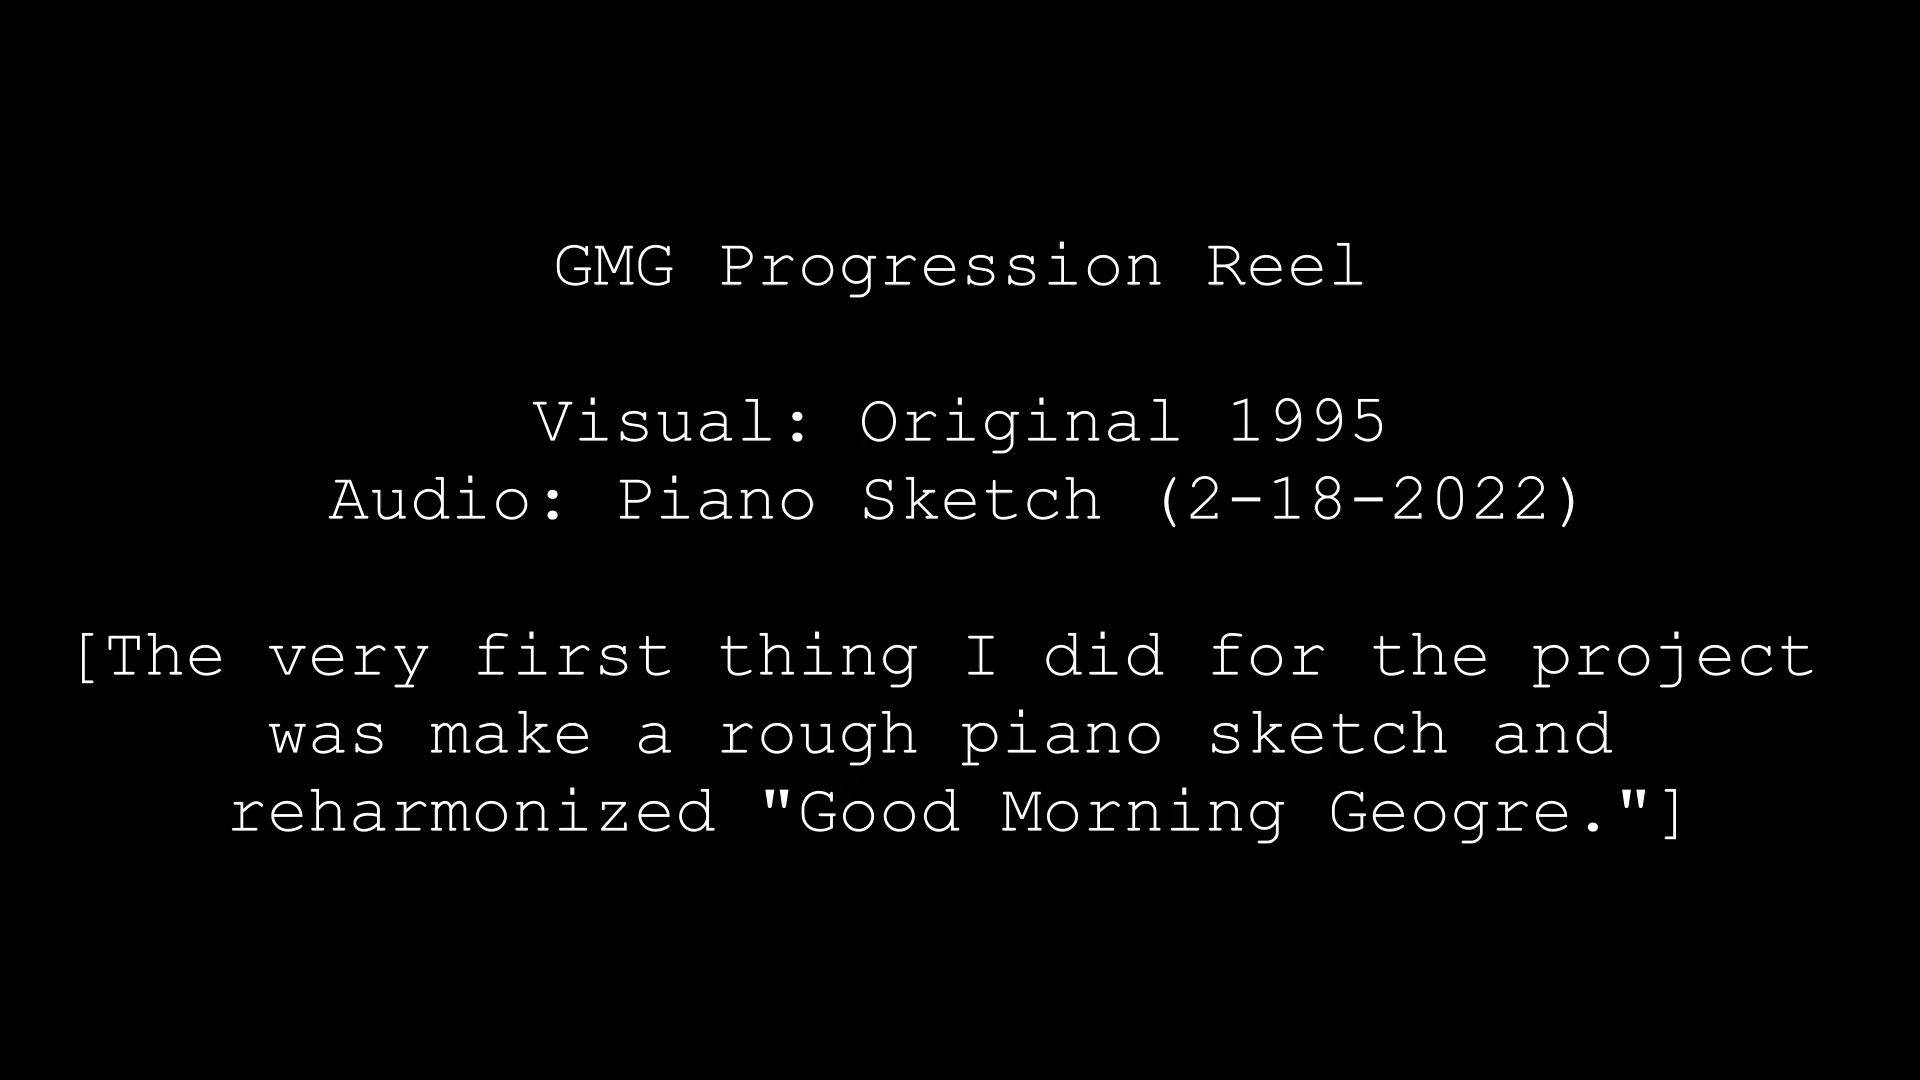 GMG Progression Reel
Visual: Original 1995
Audio: Piano Sketch (2-18-2022)
[The very first thing I did for the project
was make a rough piano sketch and
reharmonized "Good Morning Geogre."]